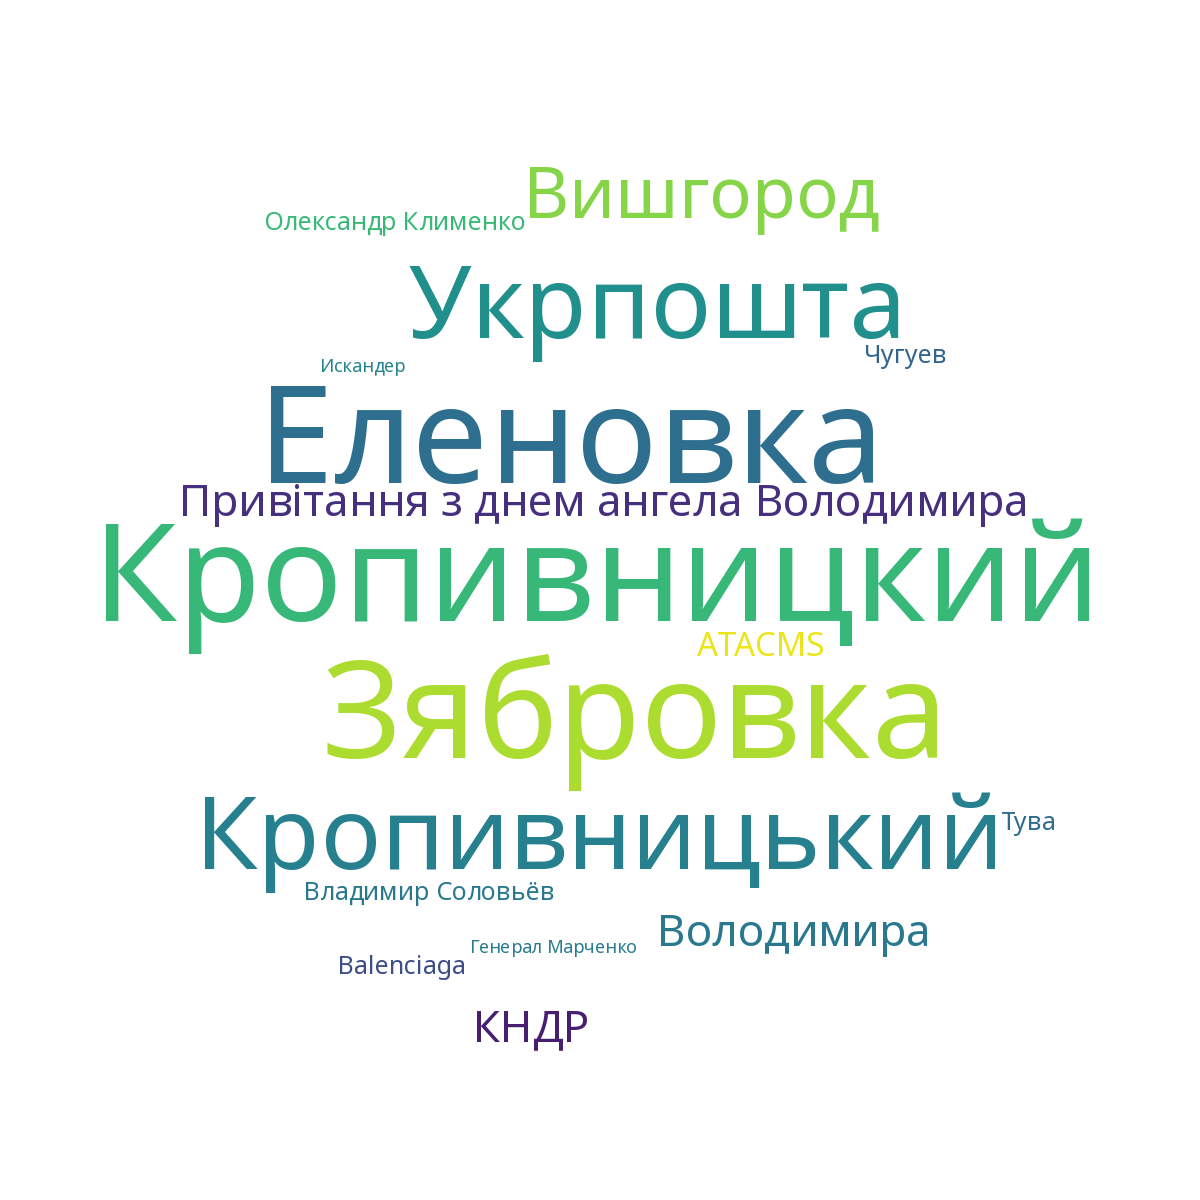 Вишгород
Олександр Клименко
Укрпошта
Чугуев
Искандер
Еленовка
Привітання з днем ангела Володимира
Кропивницкий
ATACMS
Зябровка
Кропивницький
Тува
Владимир Соловьёв
Володимира
Генерал Марченко
Balenciaga
КНДР